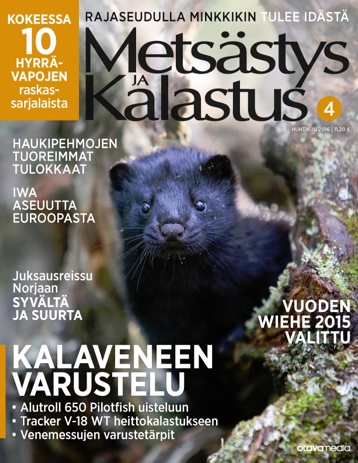 KOKEESSA
10
HYRRÄ-
VAPOJEN
raskas-
sarjalaista
RAJASEUDULLA MINKKIKIN TULEE IDÄSTÄ
Metsästys
JA
Kalastus
4
HUHTIKUU 2016 | 11,20 €
HAUKIPEHMOJEN
TUOREIMMAT
TULOKKAAT
IWA
ASEUUTTA
EUROOPASTA
Juksausreissu
Norjaan
SYVÄLTÄ
JA SUURTA
VUODEN
WIEHE 2015
VALITTU
KALAVENEEN
VARUSTELU
• Alutroll 650 Pilotfish uisteluun
• Tracker V-18 WT heittokalastukseen
• Venemessujen varustetärpit
otavamedia